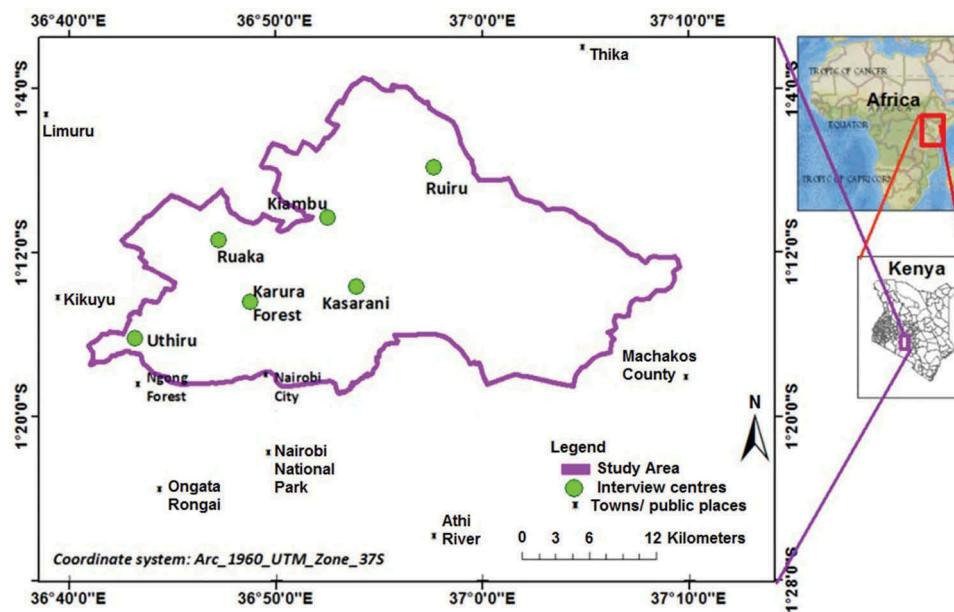 36°40'0"E
36°50'0"E
37°0'0"E
37°10'0"E
Thika
1°4'0"S
1°4'0"S
Limuru
Ruiru
Kiambu
Ruaka
1°12'0"S
1°12'0"S
Kikuyu
Karura
Forest
Kasarani
Uthiru
Ngong
Forest
Nairobi
City
Machakos
County
1°20'0"S
1°20'0"S
N
Nairobi
National
Park
Ongata
Rongai
Athi
River
Legend
Study Area
Interview centres
Towns/ public places
0 3 6 12 Kilometers
Coordinate system: Arc_1960_UTM_Zone_37S
1°28'0"S
36°40'0"E
36°50'0"E
37°0'0"E
37°10'0"E
TROPIC OF CANCER
Africa
AFRICA
EQUATOR
TROPIC OF CAPRICORN
Kenya